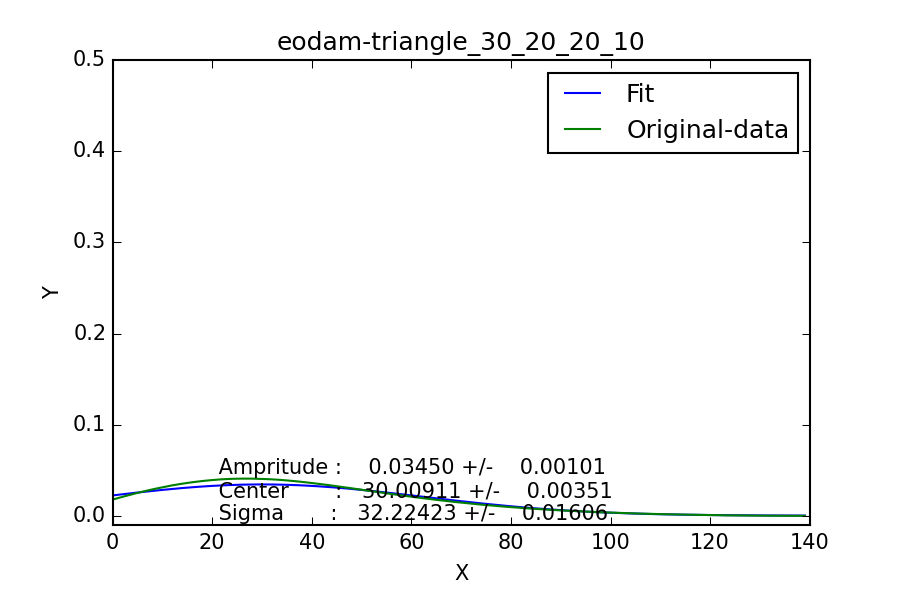 eodam-triangle_30_20_20_10
Fit
Original-data
0.5
0.4
0.3
0.2
0.1
0.0
Y
Ampritude : 0.03450 +/- 0.00101
Center : 30.00911 +/- 0.00351
Sigma : 32.22423 +/- 0.01606
0 20 40 60 80 100 120 140
X